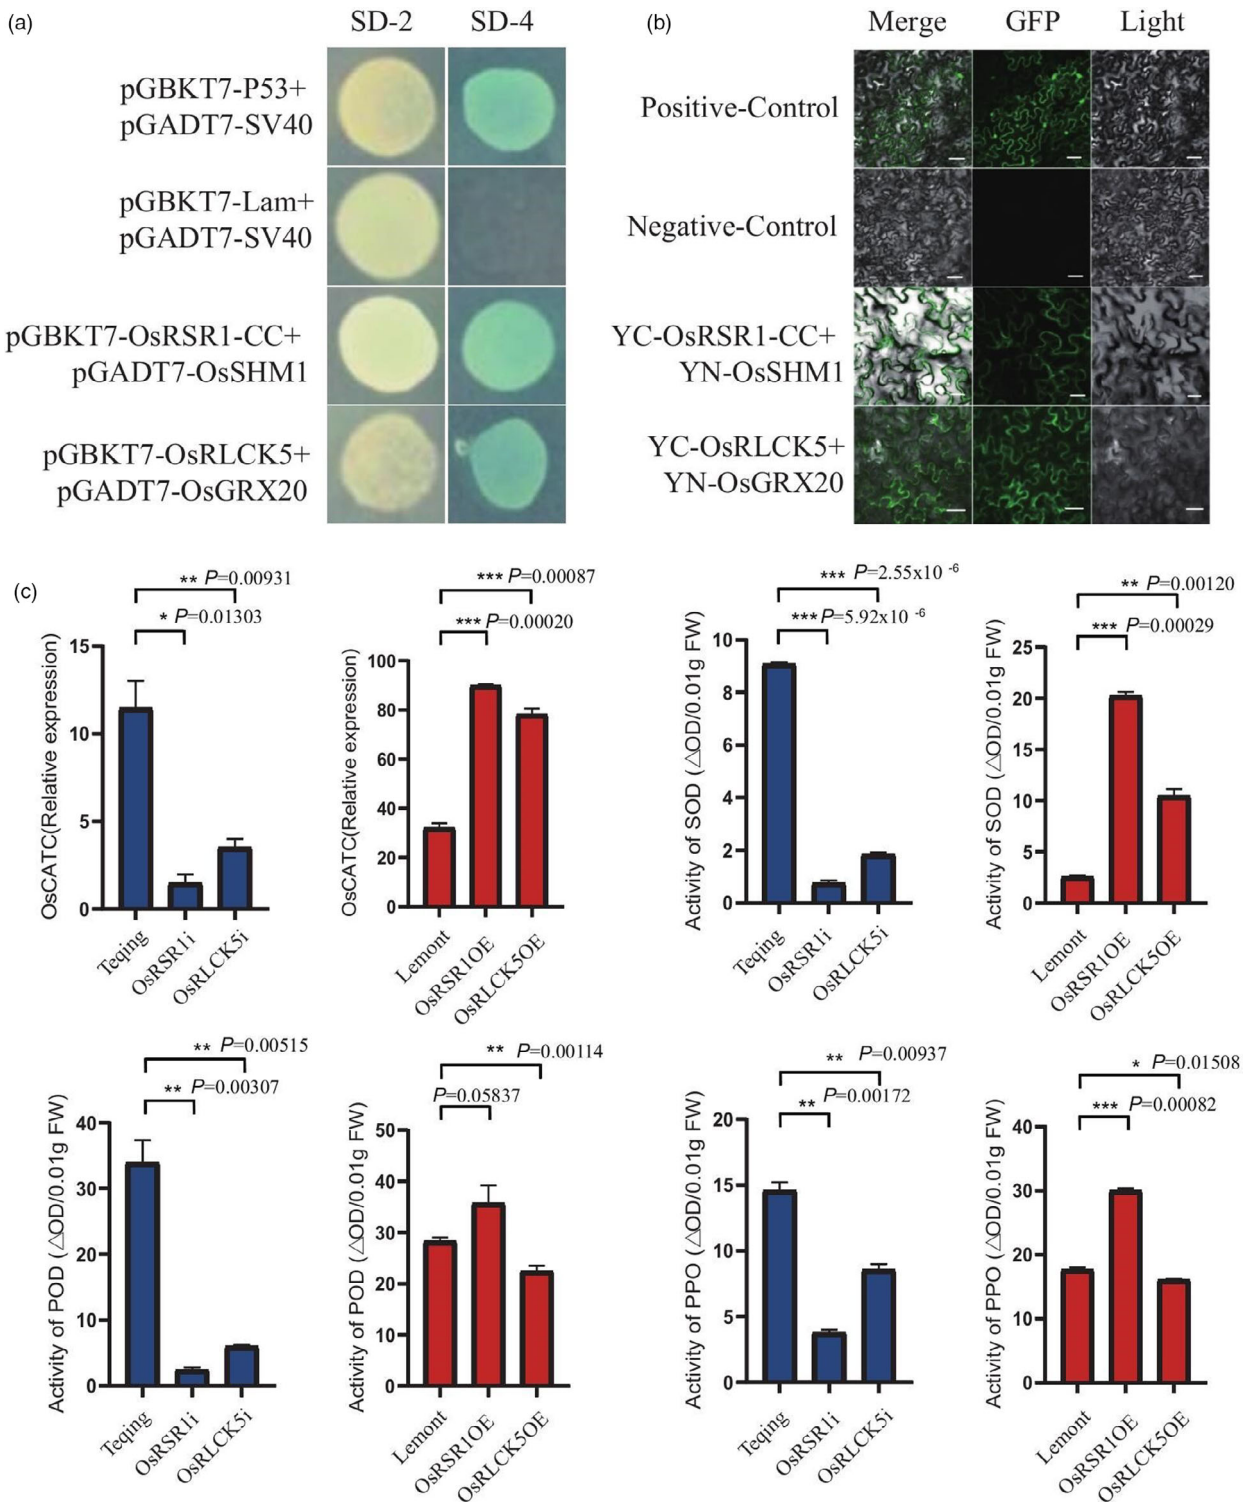 (a)
SD-2 SD-4
pGBKT7-P53+
pGADT7-SV40
pGBKT7-Lam+
pGADT7-SV40
pGBKT7-OsRSR1-CC+
pGADT7-OsSHM1
pGBKT7-OsRLCK5+
pGADT7-OsGRX20
(b)
Merge GFP Light
Positive-Control
Negative-Control
YC-OsRSR1-CC+
YN-OsSHM1
YC-OsRLCK5+
YN-OsGRX20
(c)
** P=0.00931
* P=0.01303
OsCATC(Relative expression)
15
10
5
0
Teqing
OsRSR1i
OsRLCK5i
*** P=0.00087
*** P=0.00020
OsCATC(Relative expression)
100
80
60
40
20
0
Lemont
OsRSR1OE
OsRLCK5OE
*** P=2.55x10 -6
*** P=5.92x10 -6
Activity of SOD (△OD/0.01g FW)
10
8
6
4
2
0
Teqing
OsRSR1i
OsRLCK5i
** P=0.00120
*** P=0.00029
Activity of SOD (△OD/0.01g FW)
25
20
15
10
5
0
Lemont
OsRSR1OE
OsRLCK5OE
** P=0.00515
** P=0.00307
Activity of POD (△OD/0.01g FW)
40
30
20
10
0
Teqing
OsRSR1i
OsRLCK5i
** P=0.00114
P=0.05837
Activity of POD (△OD/0.01g FW)
50
40
30
20
10
0
Lemont
OsRSR1OE
OsRLCK5OE
** P=0.00937
** P=0.00172
Activity of PPO (△OD/0.01g FW)
20
15
10
5
0
Teqing
OsRSR1i
OsRLCK5i
* P=0.01508
*** P=0.00082
Activity of PPO (△OD/0.01g FW)
40
30
20
10
0
Lemont
OsRSR1OE
OsRLCK5OE